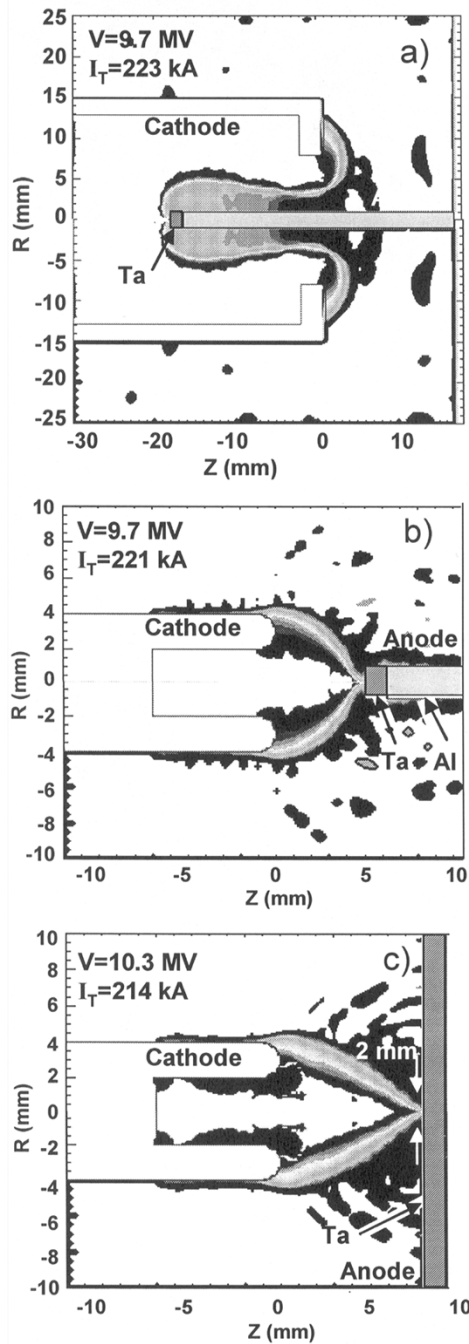 25
20
15
10
5
0
-5
-10
-15
-20
-25
R (mm)
V=9.7 MV
I_T=223 kA
a)
Cathode
Ta
-30
-20
-10
0
10
Z (mm)
10
8
6
4
2
0
-2
-4
-6
-8
-10
R (mm)
V=9.7 MV
I_T=221 kA
b)
Cathode
Anode
Ta
Al
-10
-5
0
5
10
Z (mm)
10
8
6
4
2
0
-2
-4
-6
-8
-10
R (mm)
V=10.3 MV
I_T=214 kA
c)
Cathode
2 mm
Ta
Anode
-10
-5
0
5
10
Z (mm)